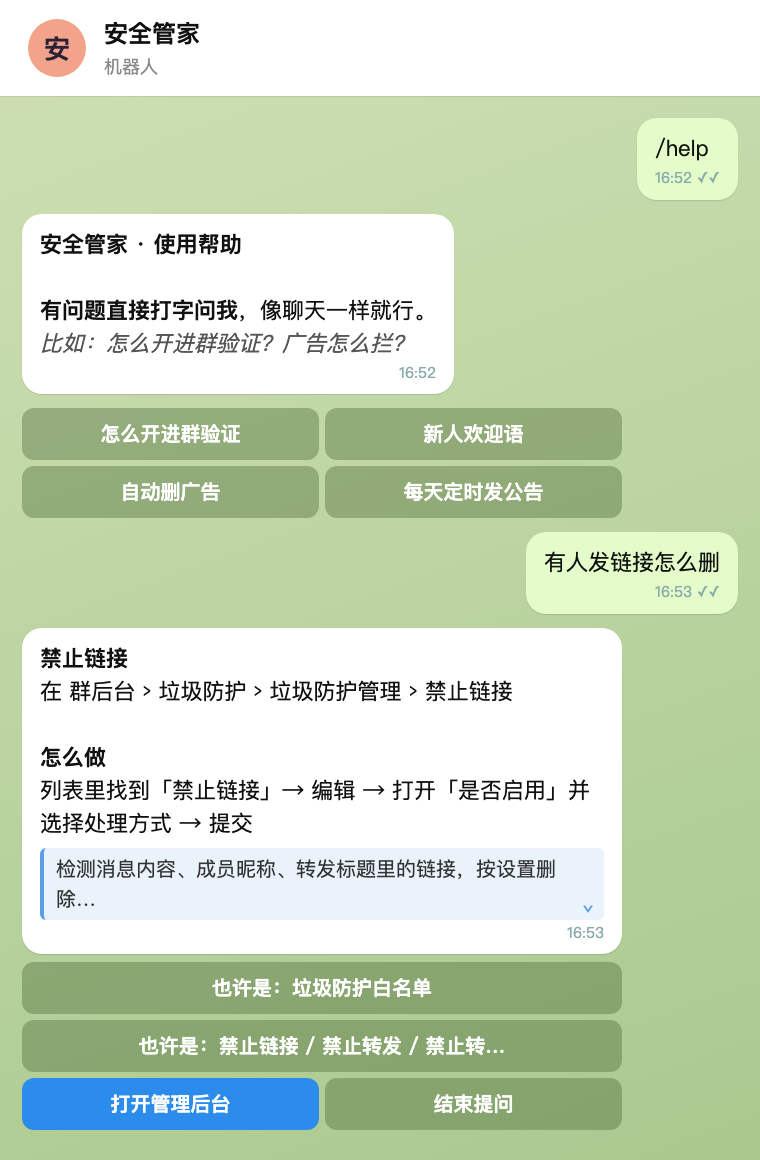 安
安全管家
机器人
/help
16:52
安全管家 · 使用帮助
有问题直接打字问我，像聊天一样就行。
比如：怎么开进群验证？广告怎么拦？
16:52
怎么开进群验证
新人欢迎语
自动删广告
每天定时发公告
有人发链接怎么删
16:53
禁止链接
在 群后台 › 垃圾防护 › 垃圾防护管理 › 禁止链接
怎么做
列表里找到「禁止链接」→ 编辑 → 打开「是否启用」并
选择处理方式 → 提交
检测消息内容、成员昵称、转发标题里的链接，按设置删
除…
16:53
也许是：垃圾防护白名单
也许是：禁止链接 / 禁止转发 / 禁止转…
打开管理后台
结束提问